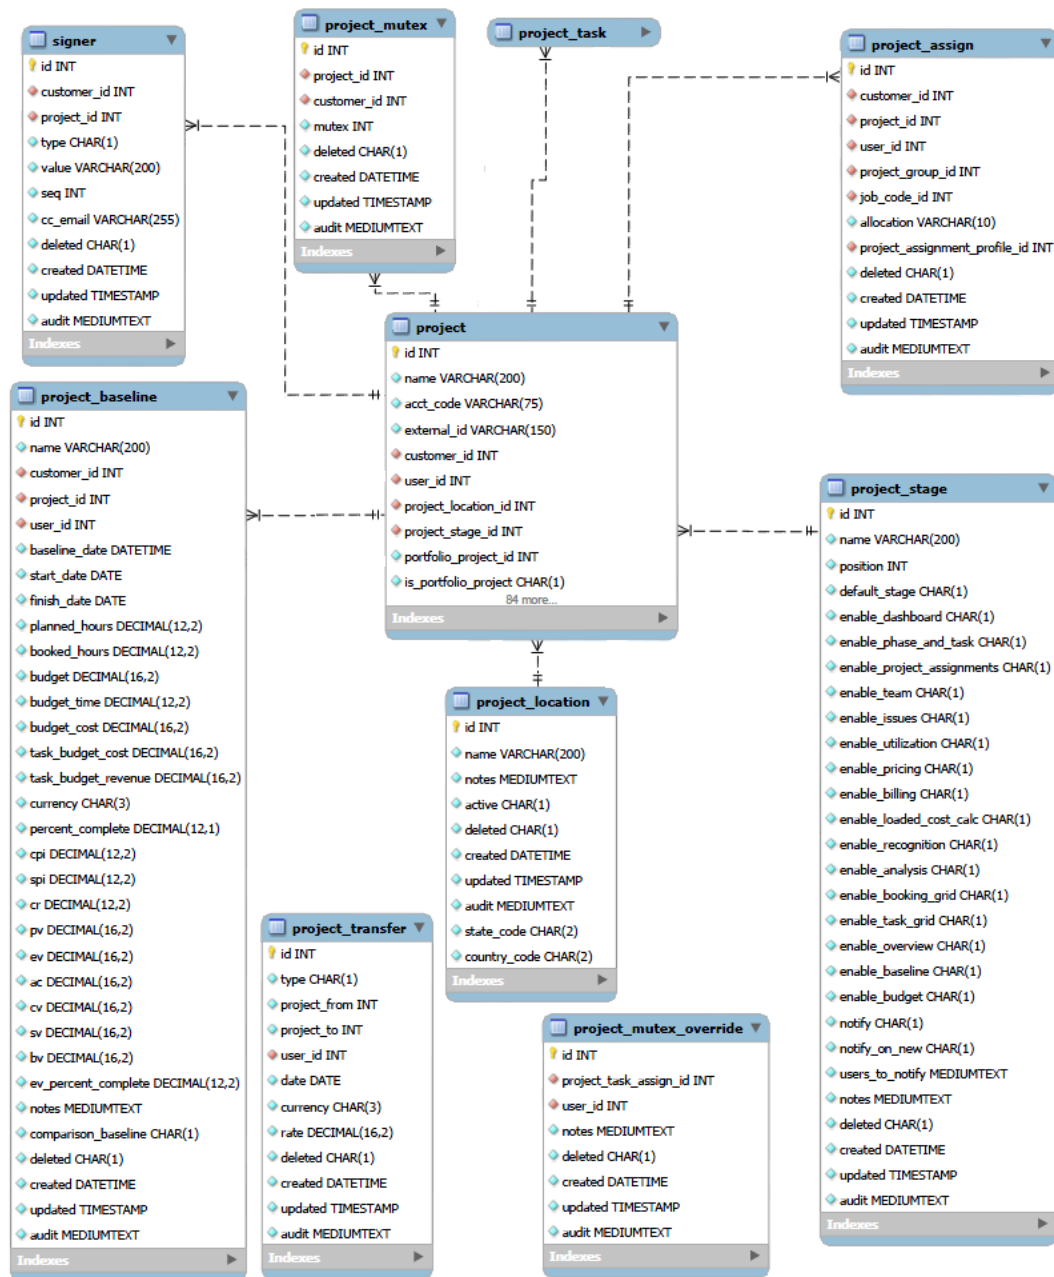 signer
id INT
customer_id INT
project_id INT
type CHAR(1)
value VARCHAR(200)
seq INT
cc_email VARCHAR(255)
deleted CHAR(1)
created DATETIME
updated TIMESTAMP
audit MEDIUMTEXT
Indexes
project_mutex
id INT
project_id INT
customer_id INT
mutex INT
deleted CHAR(1)
created DATETIME
updated TIMESTAMP
audit MEDIUMTEXT
Indexes
project_task
project_assign
id INT
customer_id INT
project_id INT
user_id INT
project_group_id INT
job_code_id INT
allocation VARCHAR(10)
project_assignment_profile_id INT
deleted CHAR(1)
created DATETIME
updated TIMESTAMP
audit MEDIUMTEXT
Indexes
project
id INT
name VARCHAR(200)
acct_code VARCHAR(75)
external_id VARCHAR(150)
customer_id INT
user_id INT
project_location_id INT
project_stage_id INT
portfolio_project_id INT
is_portfolio_project CHAR(1)
84 more...
Indexes
project_baseline
id INT
name VARCHAR(200)
customer_id INT
project_id INT
user_id INT
baseline_date DATETIME
start_date DATE
finish_date DATE
planned_hours DECIMAL(12,2)
booked_hours DECIMAL(12,2)
budget DECIMAL(16,2)
budget_time DECIMAL(12,2)
budget_cost DECIMAL(16,2)
task_budget_cost DECIMAL(16,2)
task_budget_revenue DECIMAL(16,2)
currency CHAR(3)
percent_complete DECIMAL(12,1)
cpi DECIMAL(12,2)
spi DECIMAL(12,2)
cr DECIMAL(12,2)
pv DECIMAL(16,2)
ev DECIMAL(16,2)
ac DECIMAL(16,2)
cv DECIMAL(16,2)
sv DECIMAL(16,2)
bv DECIMAL(16,2)
ev_percent_complete DECIMAL(12,2)
notes MEDIUMTEXT
comparison_baseline CHAR(1)
deleted CHAR(1)
created DATETIME
updated TIMESTAMP
audit MEDIUMTEXT
Indexes
project_stage
id INT
name VARCHAR(200)
position INT
default_stage CHAR(1)
enable_dashboard CHAR(1)
enable_phase_and_task CHAR(1)
enable_project_assignments CHAR(1)
enable_team CHAR(1)
enable_issues CHAR(1)
enable_utilization CHAR(1)
enable_pricing CHAR(1)
enable_billing CHAR(1)
enable_loaded_cost_calc CHAR(1)
enable_recognition CHAR(1)
enable_analysis CHAR(1)
enable_booking_grid CHAR(1)
enable_task_grid CHAR(1)
enable_overview CHAR(1)
enable_baseline CHAR(1)
enable_budget CHAR(1)
notify CHAR(1)
notify_on_new CHAR(1)
users_to_notify MEDIUMTEXT
notes MEDIUMTEXT
deleted CHAR(1)
created DATETIME
updated TIMESTAMP
audit MEDIUMTEXT
Indexes
project_location
id INT
name VARCHAR(200)
notes MEDIUMTEXT
active CHAR(1)
deleted CHAR(1)
created DATETIME
updated TIMESTAMP
audit MEDIUMTEXT
state_code CHAR(2)
country_code CHAR(2)
Indexes
project_transfer
id INT
type CHAR(1)
project_from INT
project_to INT
user_id INT
date DATE
currency CHAR(3)
rate DECIMAL(16,2)
deleted CHAR(1)
created DATETIME
updated TIMESTAMP
audit MEDIUMTEXT
Indexes
project_mutex_override
id INT
project_task_assign_id INT
user_id INT
notes MEDIUMTEXT
deleted CHAR(1)
created DATETIME
updated TIMESTAMP
audit MEDIUMTEXT
Indexes